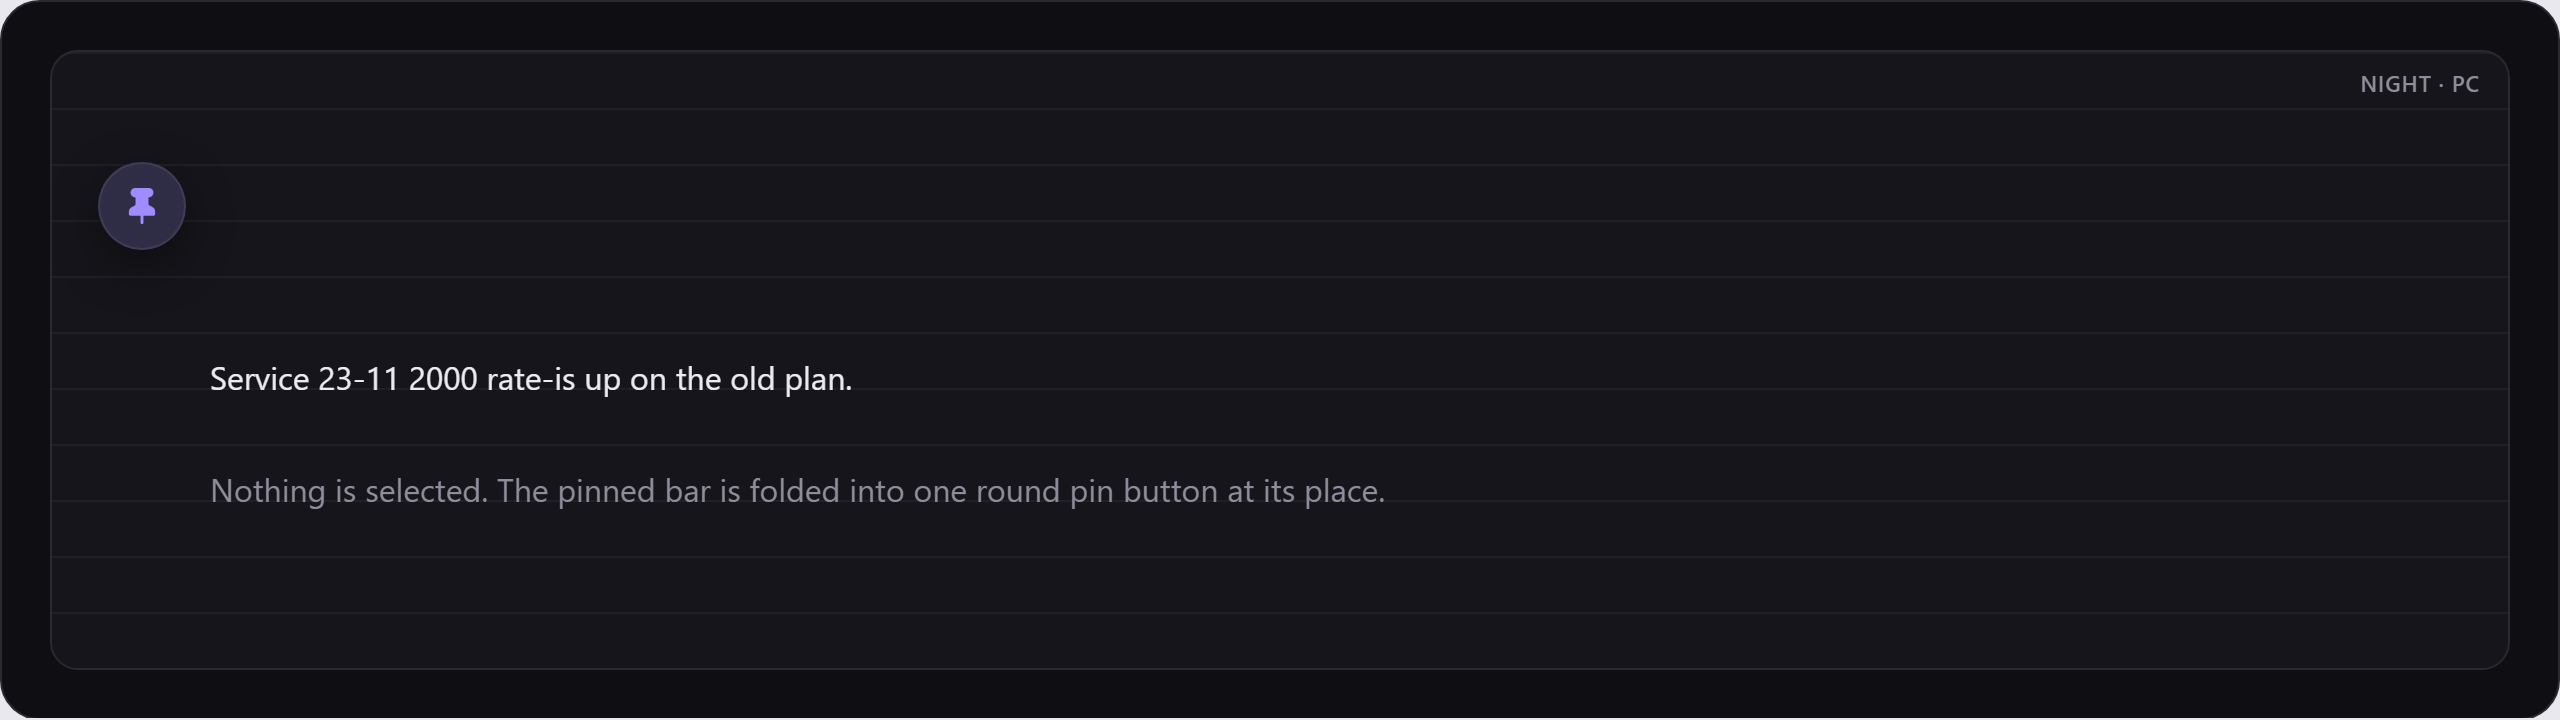 NIGHT · PC
Service 23-11 2000 rate-is up on the old plan.
Nothing is selected. The pinned bar is folded into one round pin button at its place.